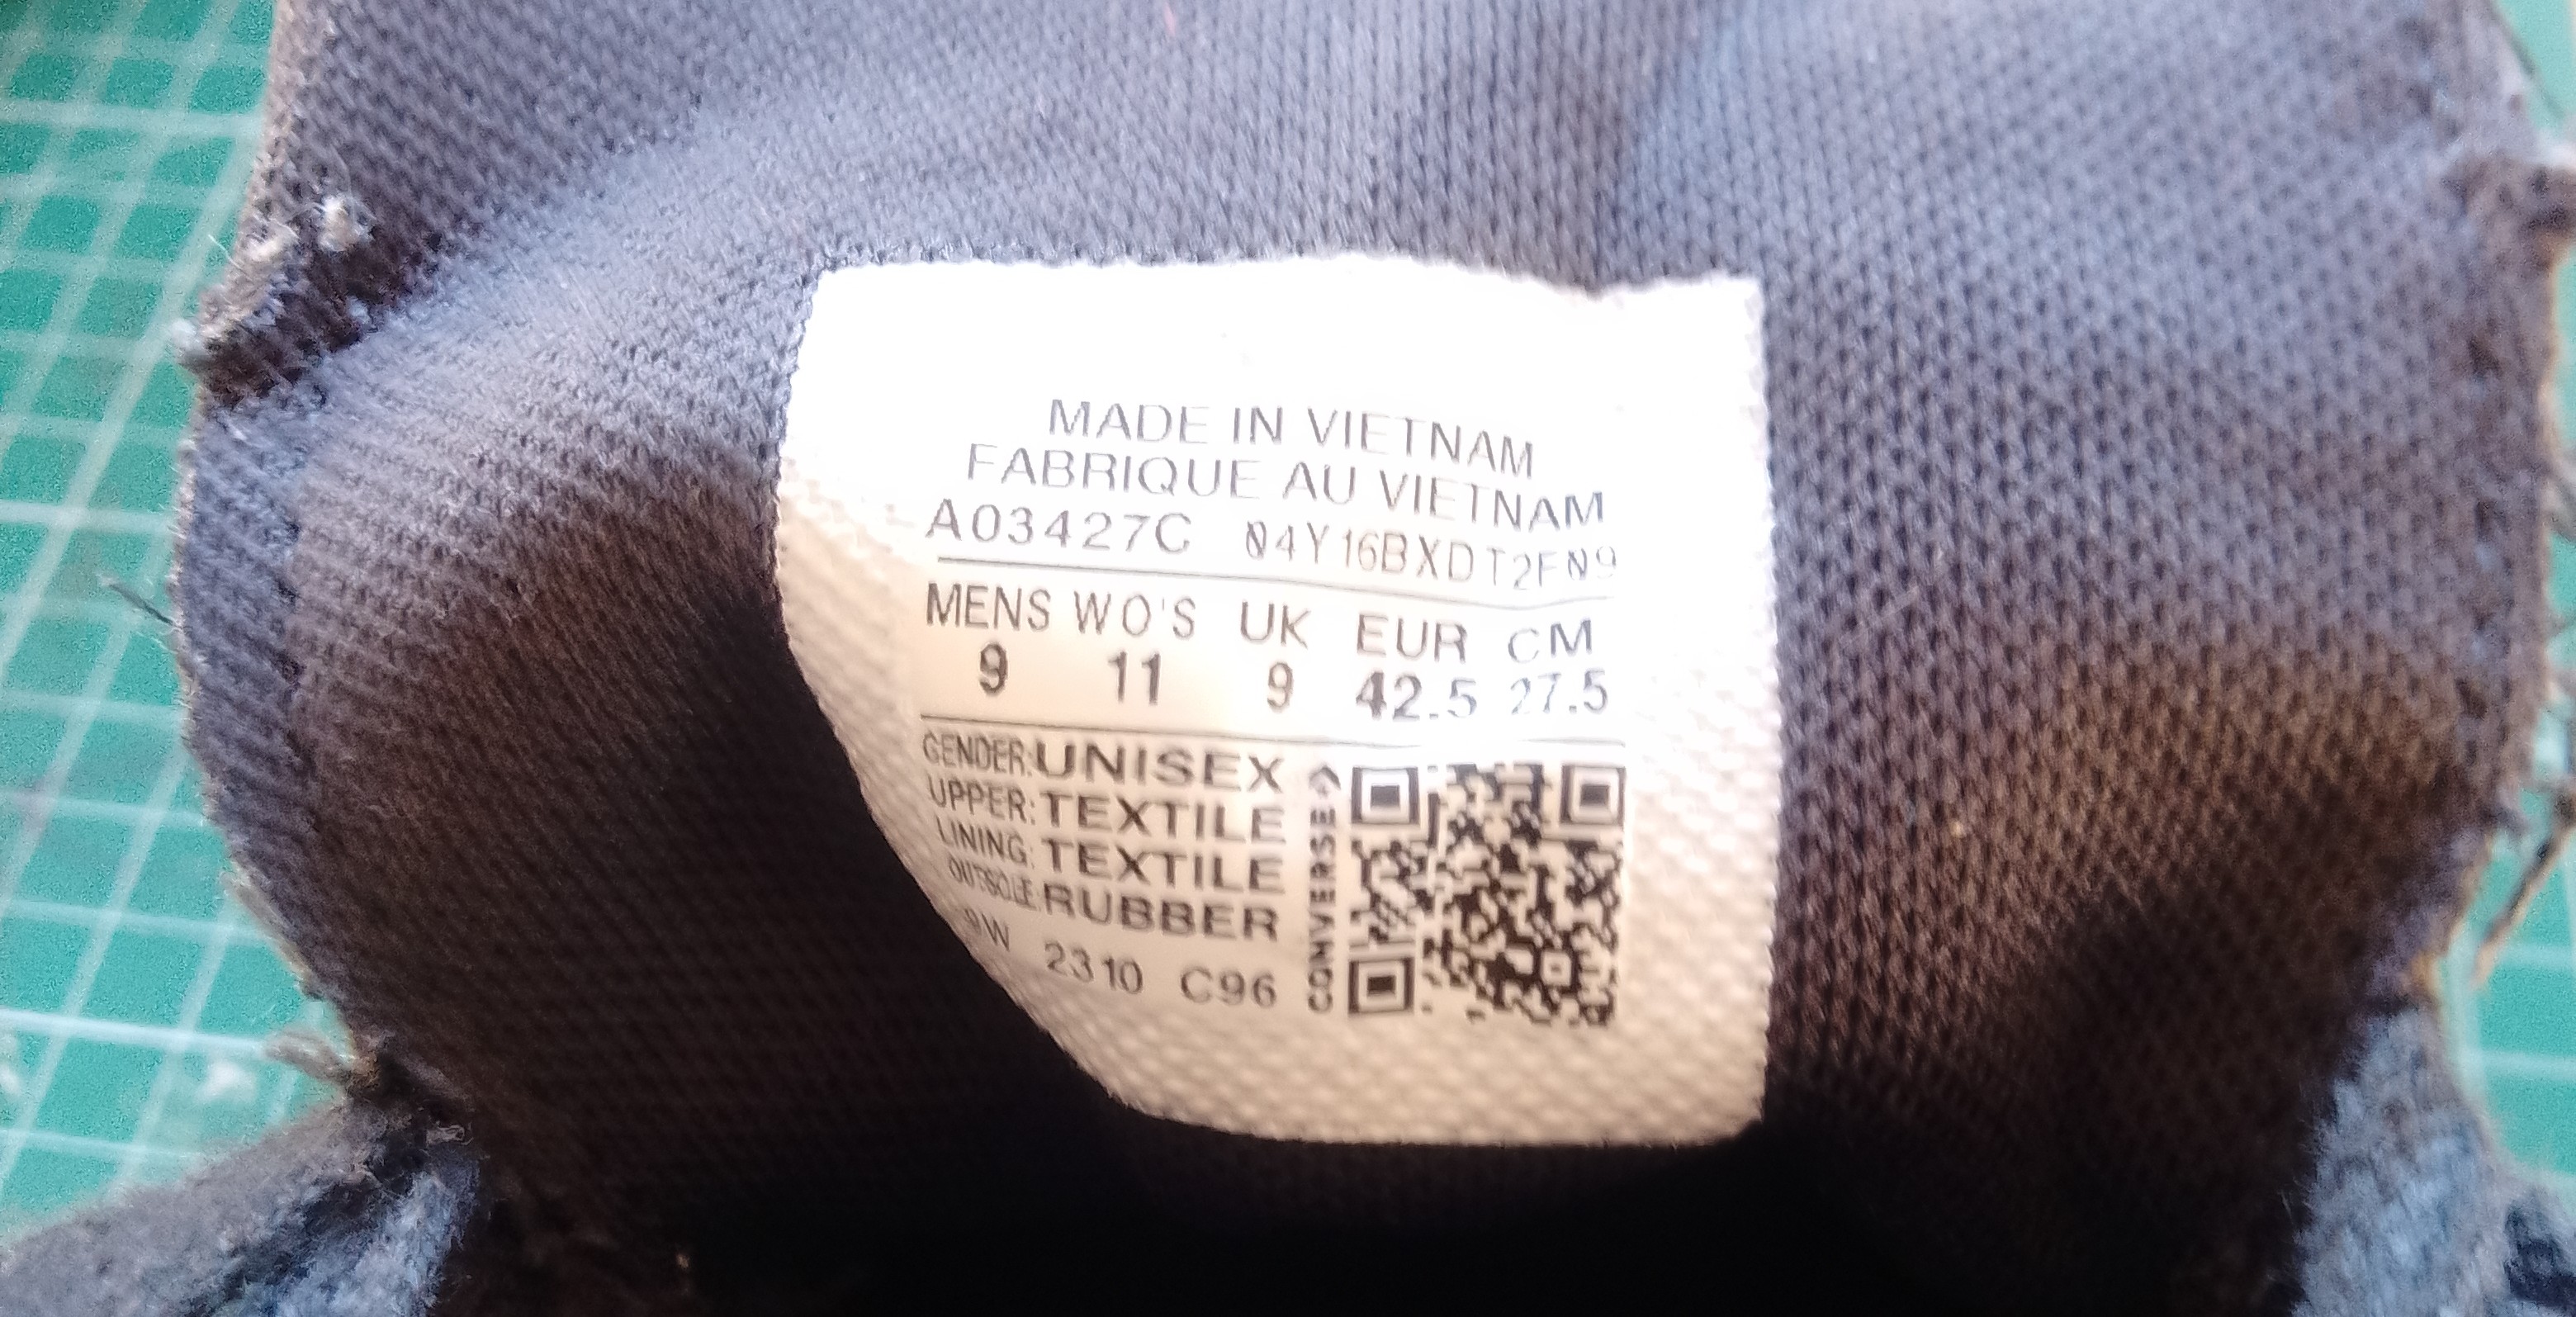 MADE IN VIETNAM
FABRIQUE AU VIETNAM
A03427C 04Y16BXDT2FN9
MENS WO'S UK EUR CM
9 11 9 42.5 27.5
GENDER: UNISEX
UPPER: TEXTILE
LINING: TEXTILE
OUTSOLE: RUBBER
2310 C96
CONVERSE